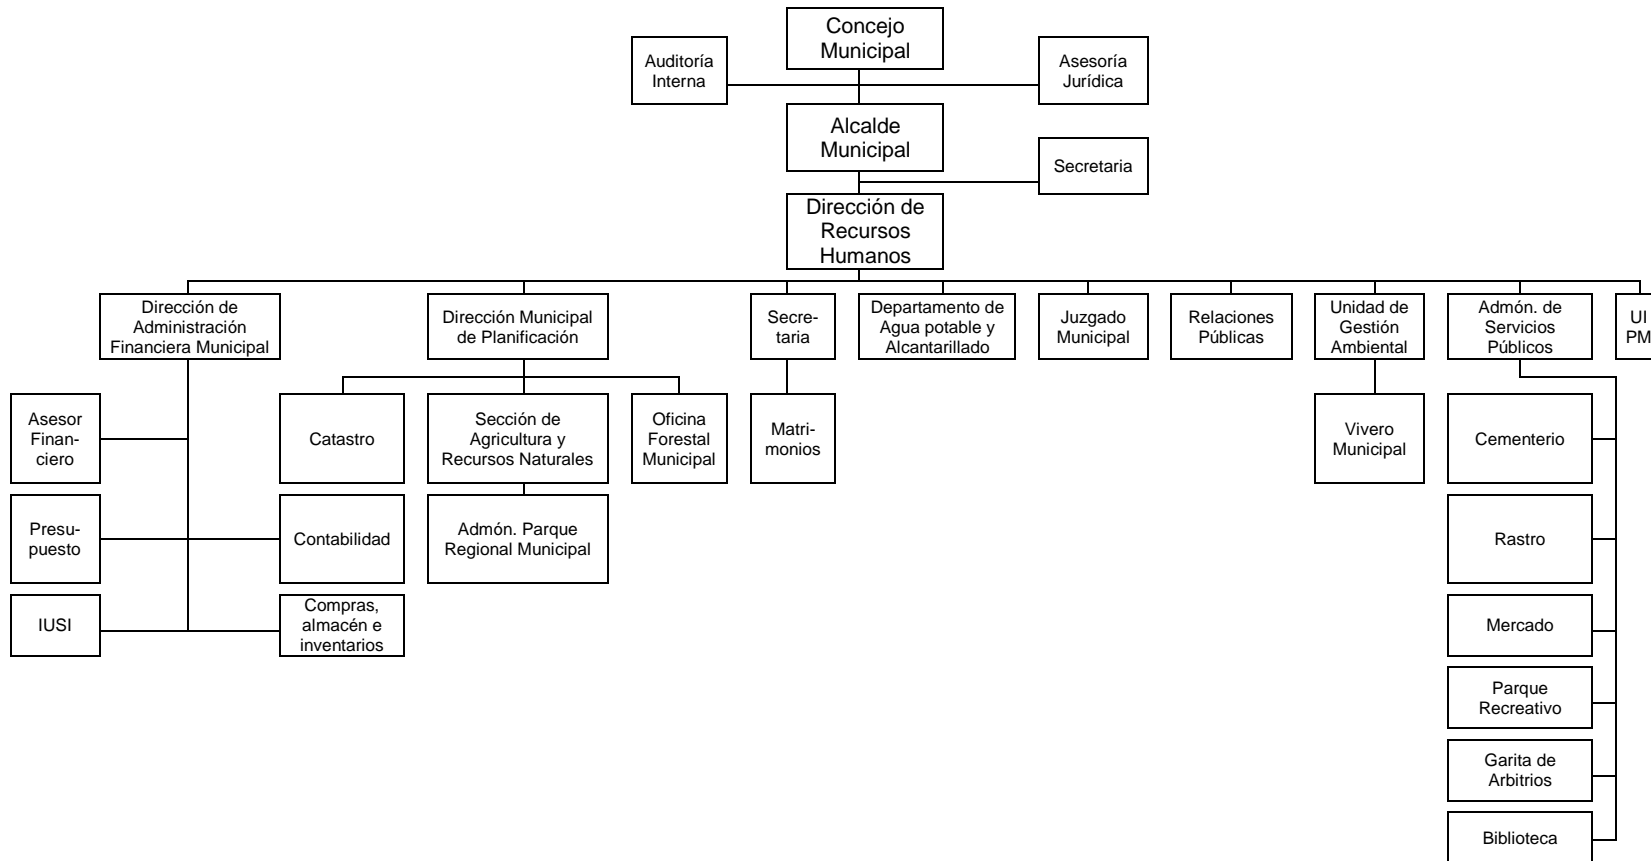 Concejo
Municipal
Auditoría
Interna
Asesoría
Jurídica
Alcalde
Municipal
Secretaria
Dirección de
Recursos
Humanos
Dirección de
Administración
Financiera Municipal
Dirección Municipal
de Planificación
Secre-
taria
Departamento de
Agua potable y
Alcantarillado
Juzgado
Municipal
Relaciones
Públicas
Unidad de
Gestión
Ambiental
Admón. de
Servicios
Públicos
UI
PM
Asesor
Finan-
ciero
Catastro
Sección de
Agricultura y
Recursos Naturales
Oficina
Forestal
Municipal
Matri-
monios
Vivero
Municipal
Cementerio
Presu-
puesto
Contabilidad
Admón. Parque
Regional Municipal
Rastro
IUSI
Compras,
almacén e
inventarios
Mercado
Parque
Recreativo
Garita de
Arbitrios
Biblioteca